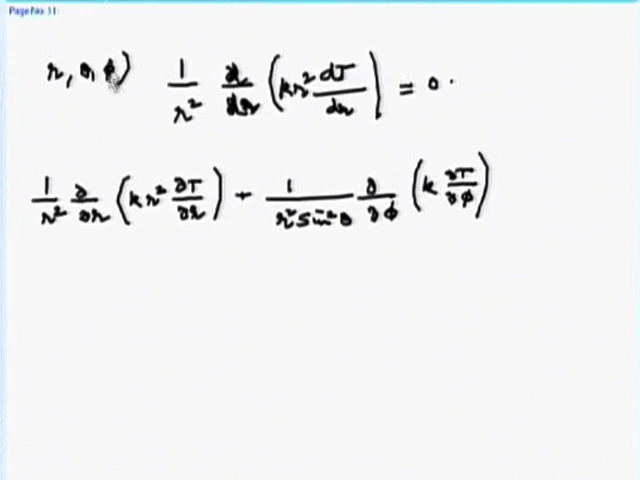 Page No: 31
r, θ, φ) 1/r² d/dr (kr² dT/dr) = 0.
1/r² ∂/∂r (kr² ∂T/∂r) + 1/(r² sin²θ) ∂/∂φ (k ∂T/∂φ)